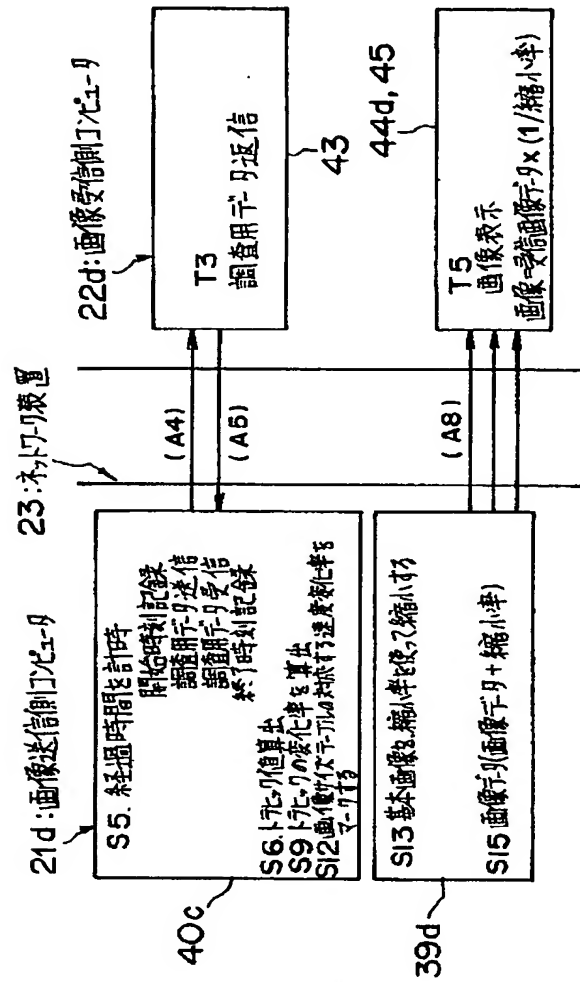 21d:画像送信側コンピュータ
23:ネットワーク装置
22d:画像受信側コンピュータ
S5.経過時間を計時
開始時刻記録
調査用データ送信
調査用データ受信
終了時刻記録
S6.トラヒック値算出
S9 トラヒックの変化率を算出
S12画像サイズテーブルの対応する速度変化率を
マークする
40c
(A4)
(A5)
T3
調査用データ返信
43
S13 基本画像を、縮小率を使って縮小する
S15 画像データ(画像データ+縮小率)
39d
(A8)
T5
画像表示
画像=受信画像データ×(1/縮小率)
44d,45